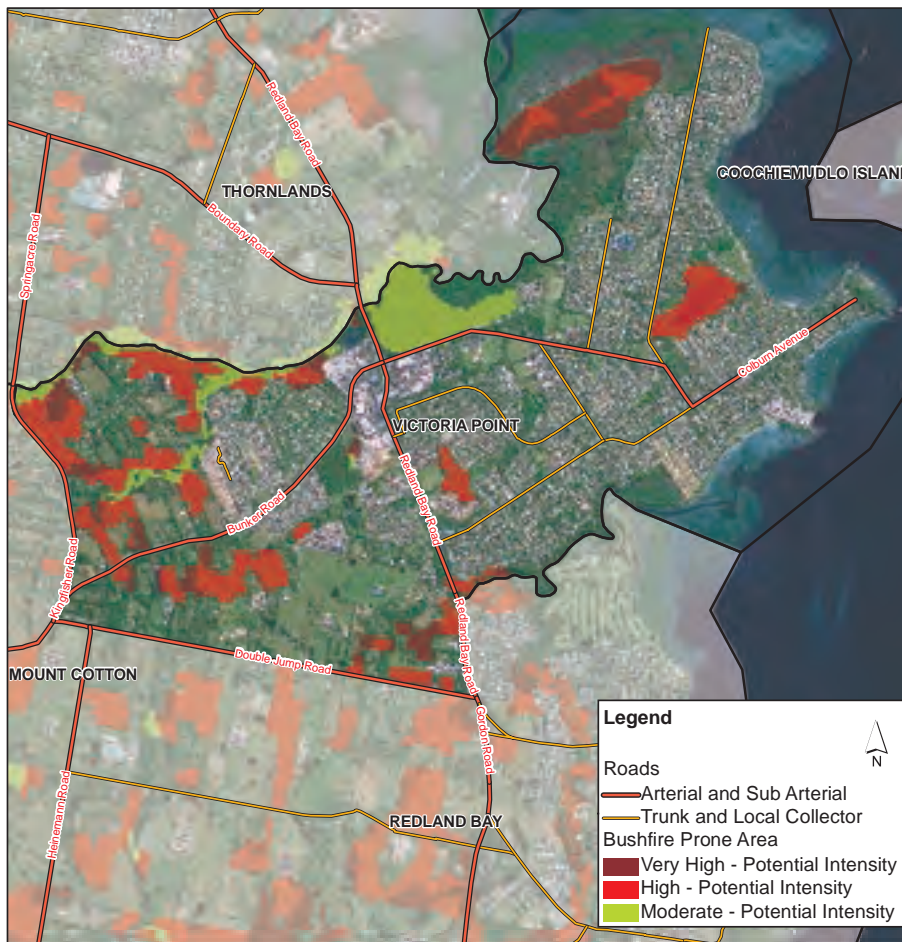 Redland Bay Road
THORNLANDS
COOCHIEMUDLO ISLAND
Boundary Road
Springacre Road
Colburn Avenue
VICTORIA POINT
Redland Bay Road
Bunker Road
Kingfisher Road
Redland Bay Road
Double Jump Road
MOUNT COTTON
Gordon Road
Heinemann Road
REDLAND BAY
Legend
N
Roads
Arterial and Sub Arterial
Trunk and Local Collector
Bushfire Prone Area
Very High - Potential Intensity
High - Potential Intensity
Moderate - Potential Intensity